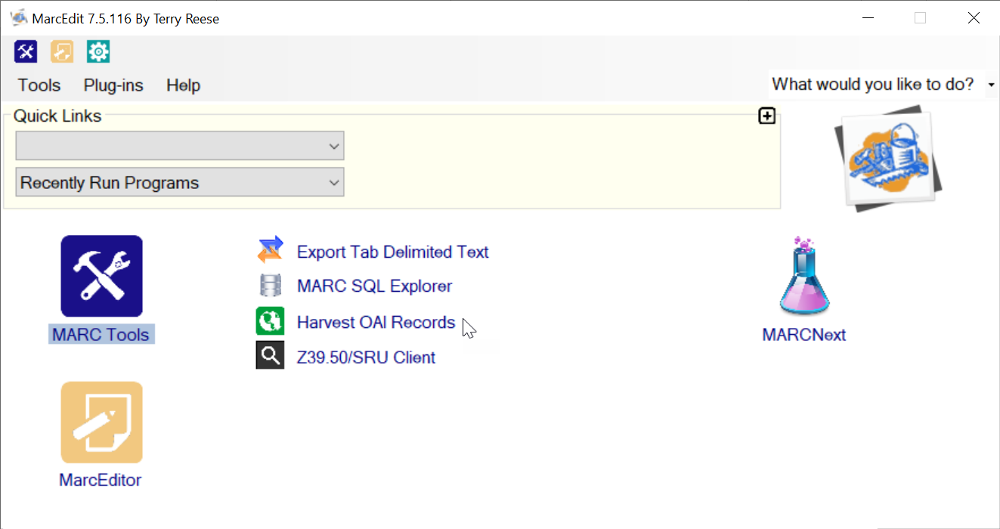 MarcEdit 7.5.116 By Terry Reese
Tools Plug-ins Help
What would you like to do?
Quick Links
Recently Run Programs
Export Tab Delimited Text
MARC SQL Explorer
Harvest OAI Records
Z39.50/SRU Client
MARC Tools
MARCNext
MarcEditor